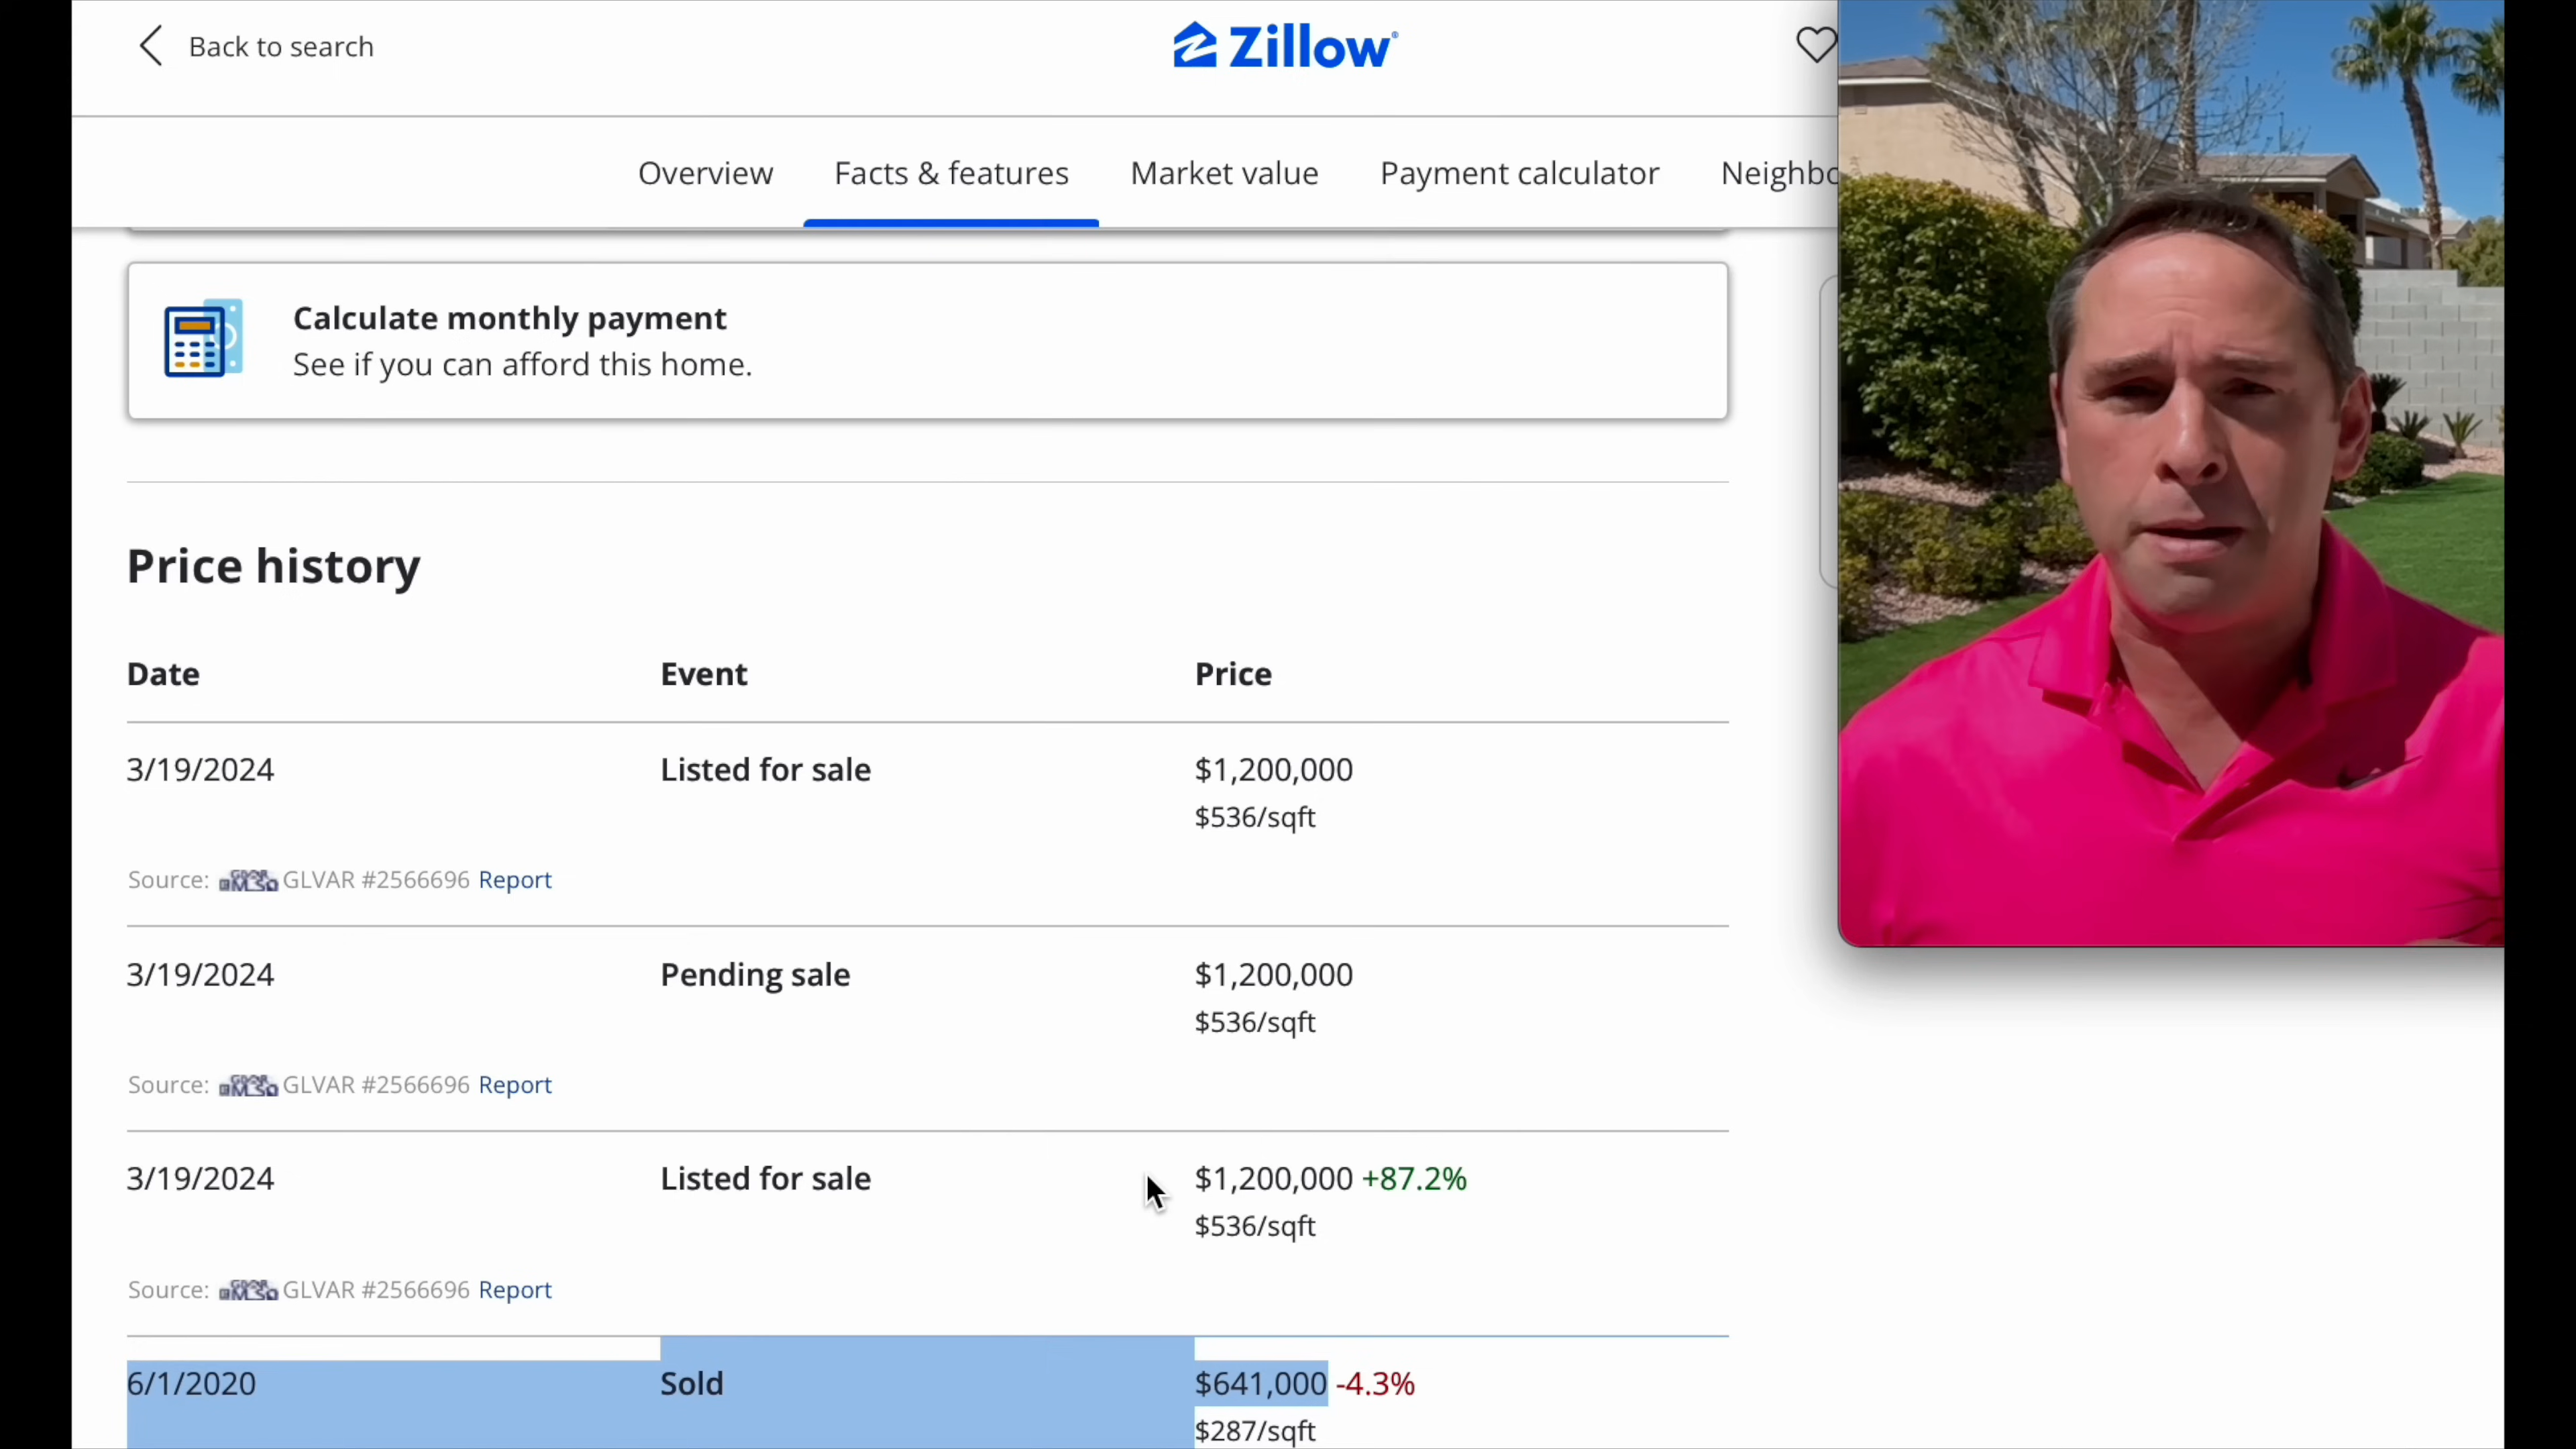 Back to search
Zillow
Overview
Facts & features
Market value
Payment calculator
Neighbo
Calculate monthly payment
See if you can afford this home.
Price history
Date Event Price
3/19/2024 Listed for sale $1,200,000
$536/sqft
Source: GLVAR #2566696 Report
3/19/2024 Pending sale $1,200,000
$536/sqft
Source: GLVAR #2566696 Report
3/19/2024 Listed for sale $1,200,000 +87.2%
$536/sqft
Source: GLVAR #2566696 Report
6/1/2020 Sold $641,000 -4.3%
$287/sqft